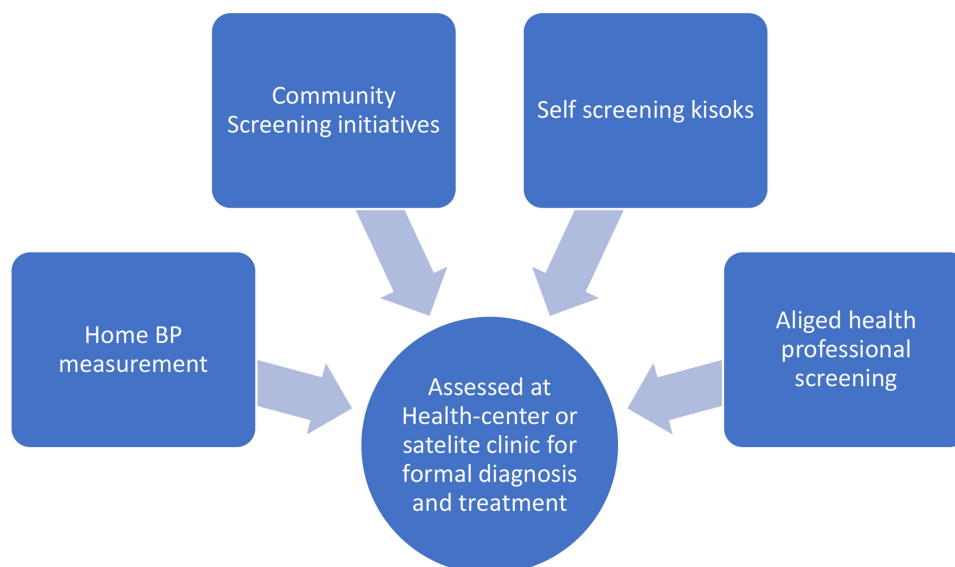 Community
Screening initiatives
Self screening kisoks
Home BP
measurement
Aliged health
professional
screening
Assessed at
Health-center or
satelite clinic for
formal diagnosis
and treatment